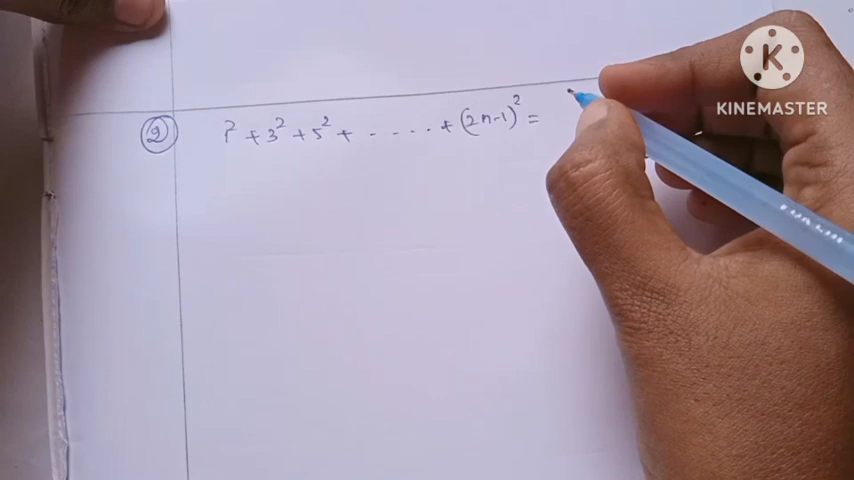 KINEMASTER
② 1² + 3² + 5² + ..... + (2n-1)² =